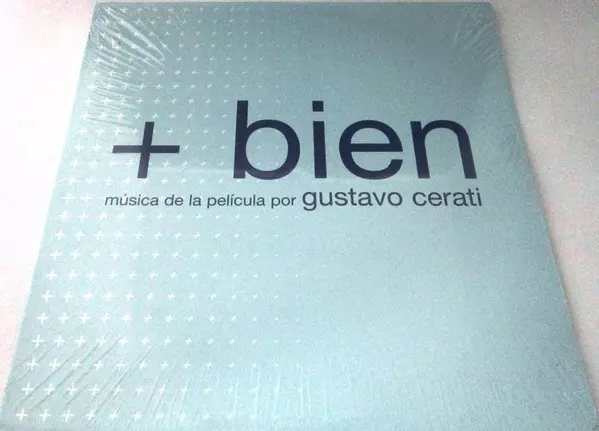 + bien
música de la película por gustavo cerati